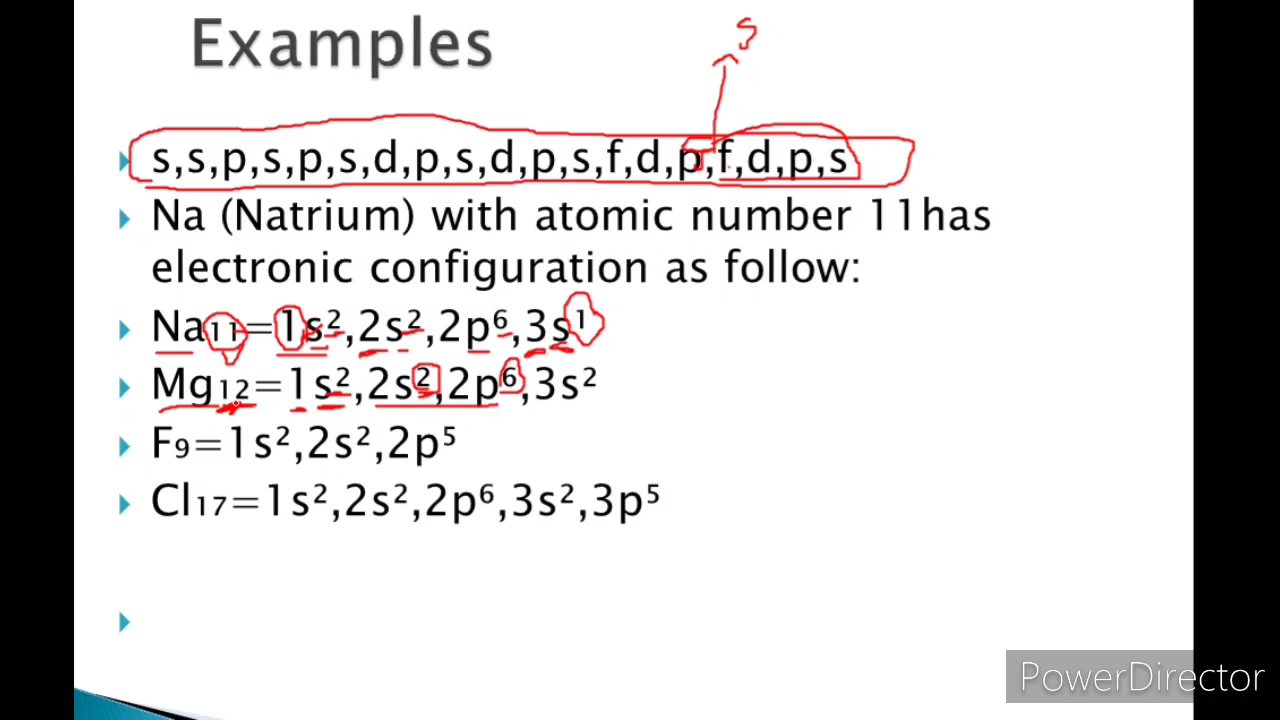 Examples
s
s,s,p,s,p,s,d,p,s,d,p,s,f,d,p,f,d,p,s
Na (Natrium) with atomic number 11has
electronic configuration as follow:
Na₁₁=1s²,2s²,2p⁶,3s¹
Mg₁₂=1s²,2s²,2p⁶,3s²
F₉=1s²,2s²,2p⁵
Cl₁₇=1s²,2s²,2p⁶,3s²,3p⁵
PowerDirector